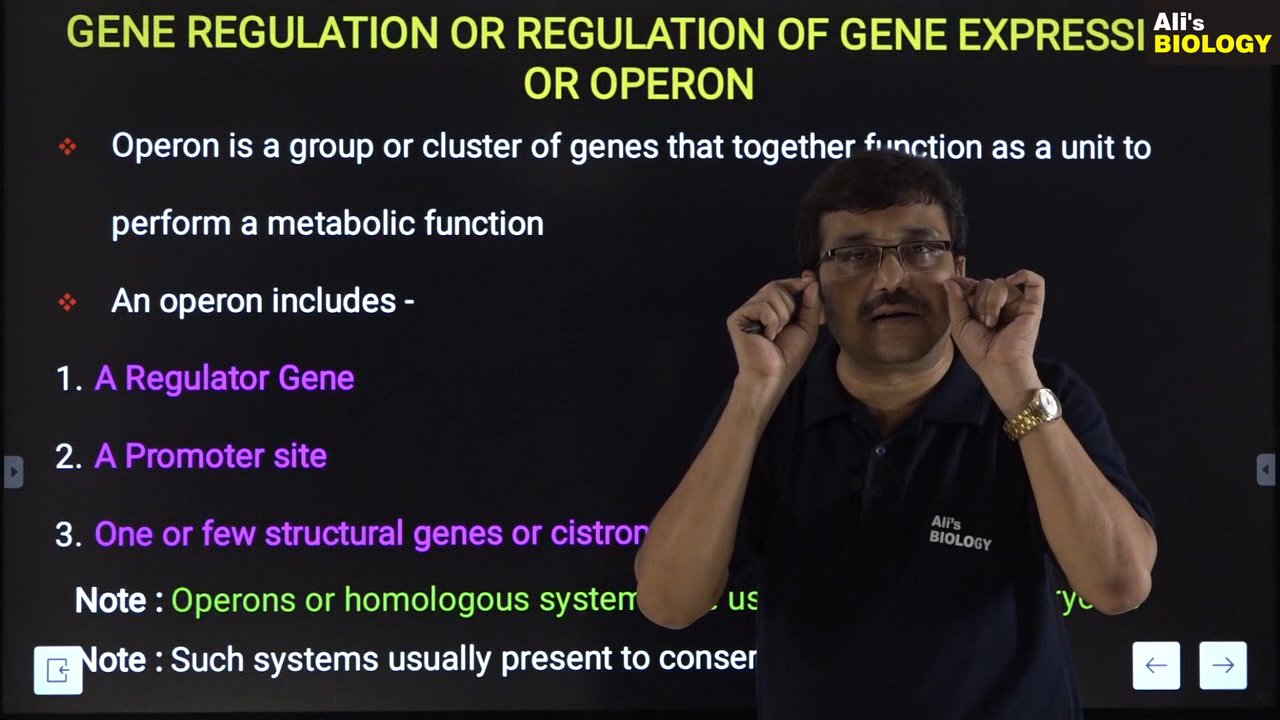 GENE REGULATION OR REGULATION OF GENE EXPRESSI
Ali's
BIOLOGY
OR OPERON
❖ Operon is a group or cluster of genes that together function as a unit to
perform a metabolic function
❖ An operon includes -
1. A Regulator Gene
2. A Promoter site
3. One or few structural genes or cistron
Note : Operons or homologous system us
Note : Such systems usually present to conser
Ali's
BIOLOGY